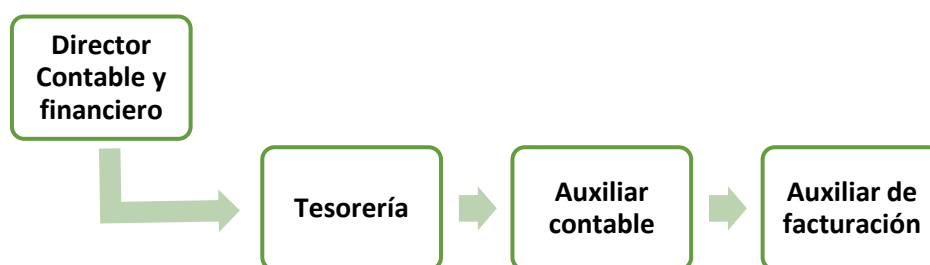 Director
Contable y
financiero
Tesorería
Auxiliar
contable
Auxiliar de
facturación